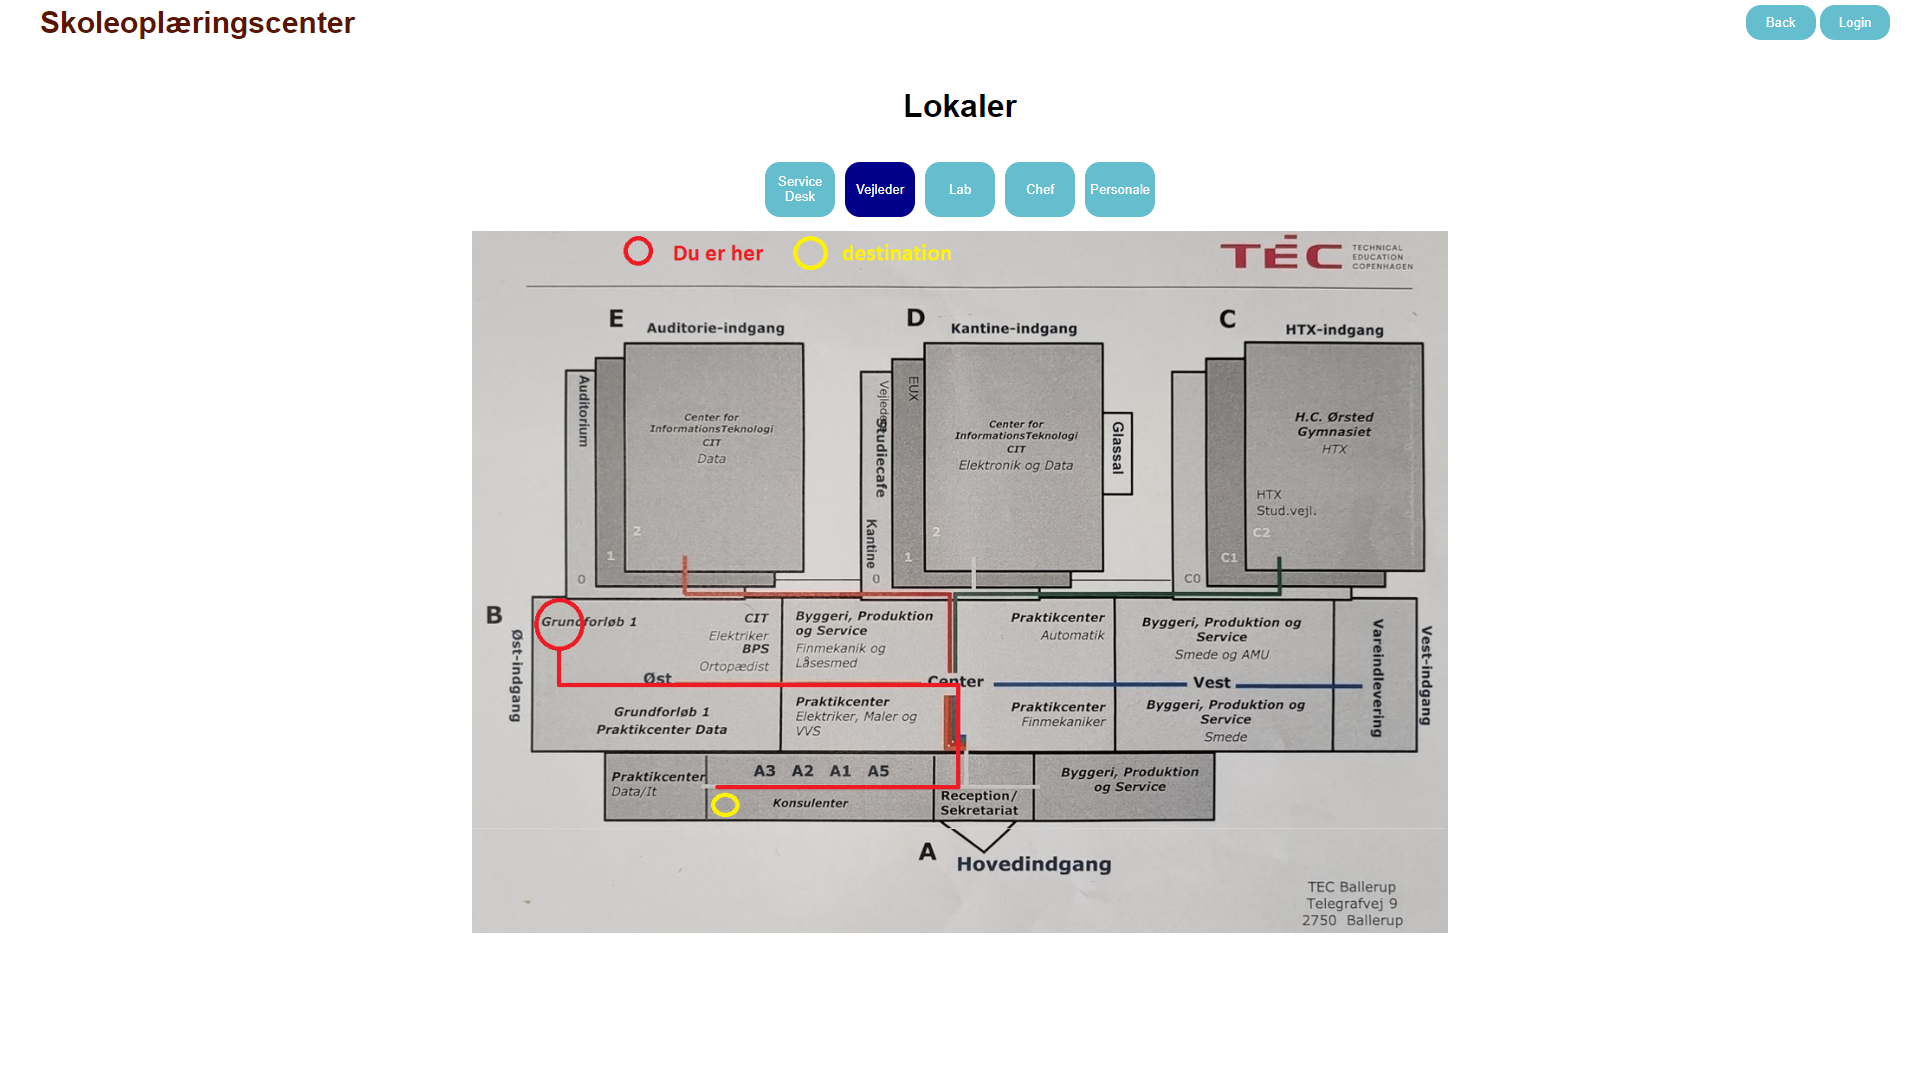 Skoleoplæringscenter
Back
Login
Lokaler
Service
Desk
Vejleder
Lab
Chef
Personale
Du er her
destination
TEC
TECHNICAL
EDUCATION
COPENHAGEN
E
Auditorie-indgang
D
Kantine-indgang
C
HTX-indgang
Auditorium
Center for
InformationsTeknologi
CIT
Data
2
1
0
EUX
Studiecafe
Kantine
Center for
InformationsTeknologi
CIT
Elektronik og Data
2
1
0
Glassal
H.C. Ørsted
Gymnasiet
HTX
HTX
Stud.vejl.
C2
C1
C0
B
Øst-indgang
Grundforløb 1
CIT
Elektriker
BPS
Ortopædist
Byggeri, Produktion
og Service
Finmekanik og
Låsesmed
Praktikcenter
Automatik
Byggeri, Produktion og
Service
Smede og AMU
Vareindlevering
Vest-indgang
Øst
Center
Vest
Grundforløb 1
Praktikcenter Data
Praktikcenter
Elektriker, Maler og
VVS
Praktikcenter
Finmekaniker
Byggeri, Produktion og
Service
Smede
Praktikcenter
Data/It
A3 A2 A1 A5
Konsulenter
Reception/
Sekretariat
Byggeri, Produktion
og Service
A
Hovedindgang
TEC Ballerup
Telegrafvej 9
2750 Ballerup